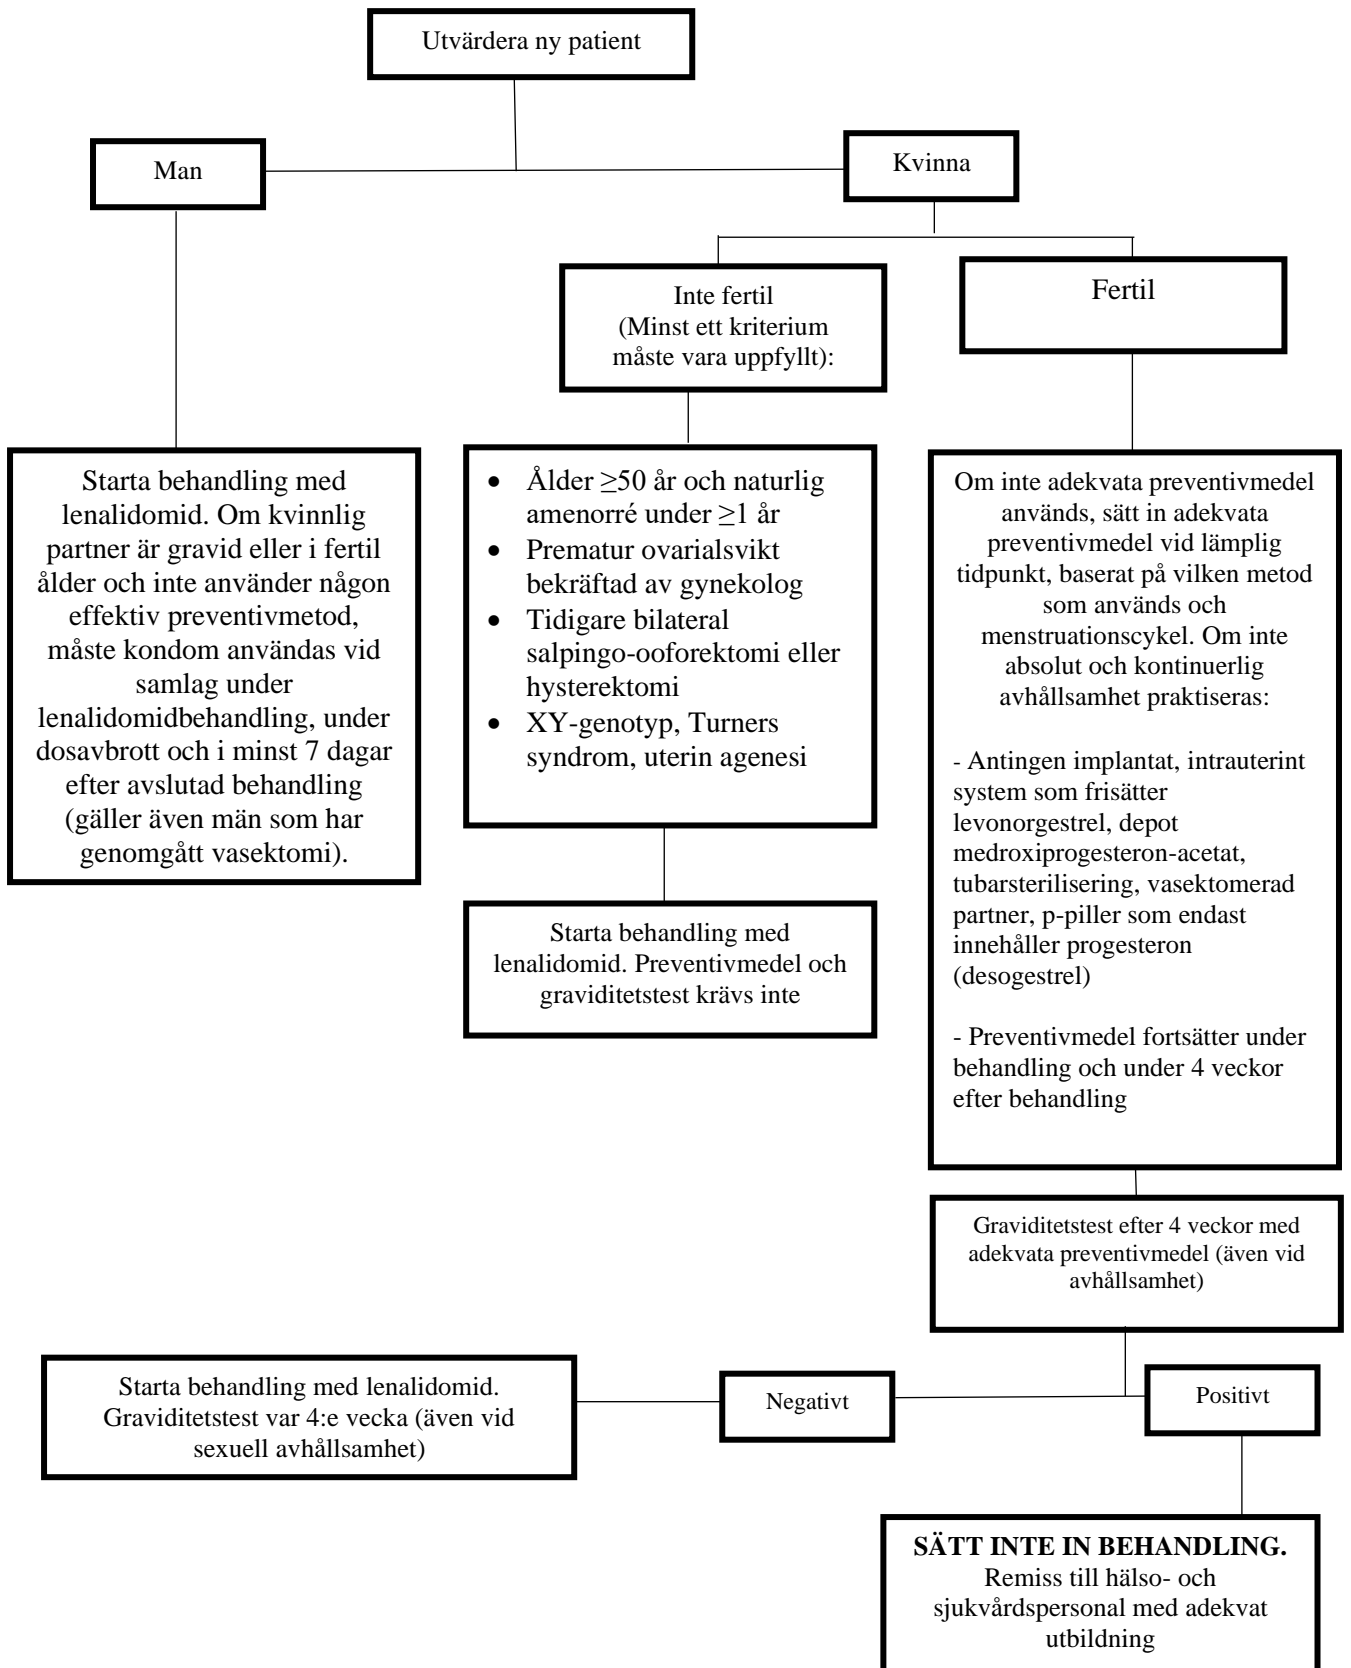 Utvärdera ny patient
Man
Kvinna
Inte fertil
(Minst ett kriterium
måste vara uppfyllt):
Fertil
Starta behandling med
lenalidomid. Om kvinnlig
partner är gravid eller i fertil
ålder och inte använder någon
effektiv preventivmetod,
måste kondom användas vid
samlag under
lenalidomidbehandling, under
dosavbrott och i minst 7 dagar
efter avslutad behandling
(gäller även män som har
genomgått vasektomi).
• Ålder ≥50 år och naturlig
amenorré under ≥1 år
• Prematur ovarialsvikt
bekräftad av gynekolog
• Tidigare bilateral
salpingo-ooforektomi eller
hysterektomi
• XY-genotyp, Turners
syndrom, uterin agenesi
Starta behandling med
lenalidomid. Preventivmedel och
graviditetstest krävs inte
Om inte adekvata preventivmedel
används, sätt in adekvata
preventivmedel vid lämplig
tidpunkt, baserat på vilken metod
som används och
menstruationscykel. Om inte
absolut och kontinuerlig
avhållsamhet praktiseras:
- Antingen implantat, intrauterint
system som frisätter
levonorgestrel, depot
medroxiprogesteron-acetat,
tubarsterilisering, vasektomerad
partner, p-piller som endast
innehåller progesteron
(desogestrel)
- Preventivmedel fortsätter under
behandling och under 4 veckor
efter behandling
Graviditetstest efter 4 veckor med
adekvata preventivmedel (även vid
avhållsamhet)
Starta behandling med lenalidomid.
Graviditetstest var 4:e vecka (även vid
sexuell avhållsamhet)
Negativt
Positivt
SÄTT INTE IN BEHANDLING.
Remiss till hälso- och
sjukvårdspersonal med adekvat
utbildning